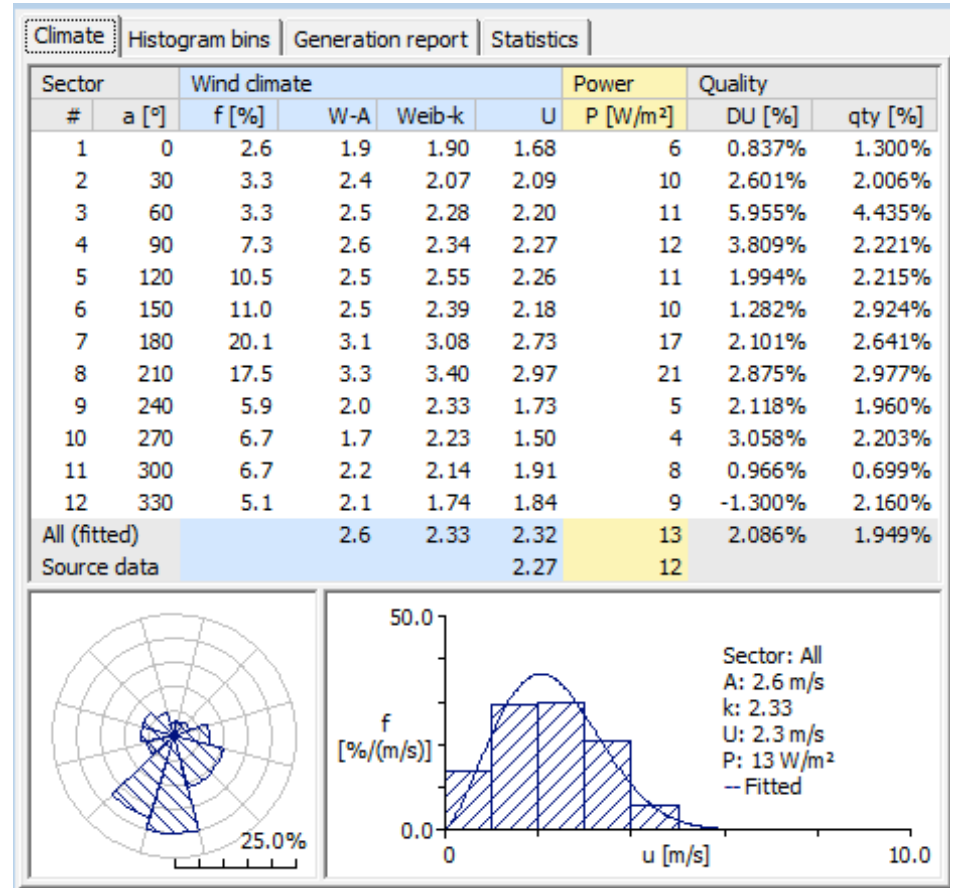 Climate Histogram bins Generation report Statistics
Sector Wind climate Power Quality
# a [º] f [%] W-A Weib-k U P [W/m²] DU [%] qty [%]
1 0 2.6 1.9 1.90 1.68 6 0.837% 1.300%
2 30 3.3 2.4 2.07 2.09 10 2.601% 2.006%
3 60 3.3 2.5 2.28 2.20 11 5.955% 4.435%
4 90 7.3 2.6 2.34 2.27 12 3.809% 2.221%
5 120 10.5 2.5 2.55 2.26 11 1.994% 2.215%
6 150 11.0 2.5 2.39 2.18 10 1.282% 2.924%
7 180 20.1 3.1 3.08 2.73 17 2.101% 2.641%
8 210 17.5 3.3 3.40 2.97 21 2.875% 2.977%
9 240 5.9 2.0 2.33 1.73 5 2.118% 1.960%
10 270 6.7 1.7 2.23 1.50 4 3.058% 2.203%
11 300 6.7 2.2 2.14 1.91 8 0.966% 0.699%
12 330 5.1 2.1 1.74 1.84 9 -1.300% 2.160%
All (fitted) 2.6 2.33 2.32 13 2.086% 1.949%
Source data 2.27 12
25.0%
50.0
f
[%/(m/s)]
0.0
0 u [m/s] 10.0
Sector: All
A: 2.6 m/s
k: 2.33
U: 2.3 m/s
P: 13 W/m²
-- Fitted